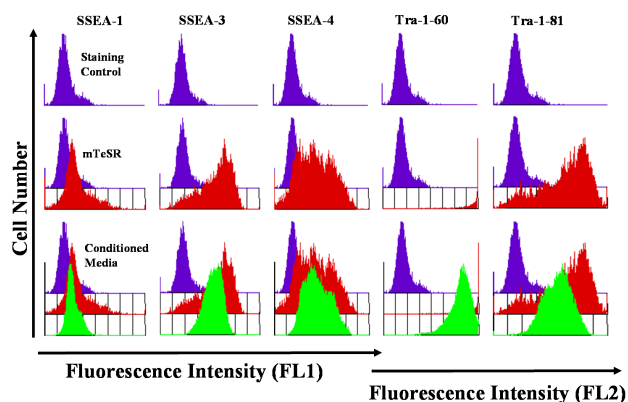 SSEA-1 SSEA-3 SSEA-4 Tra-1-60 Tra-1-81
Staining
Control
mTeSR
Conditioned
Media
Cell Number
Fluorescence Intensity (FL1)
Fluorescence Intensity (FL2)